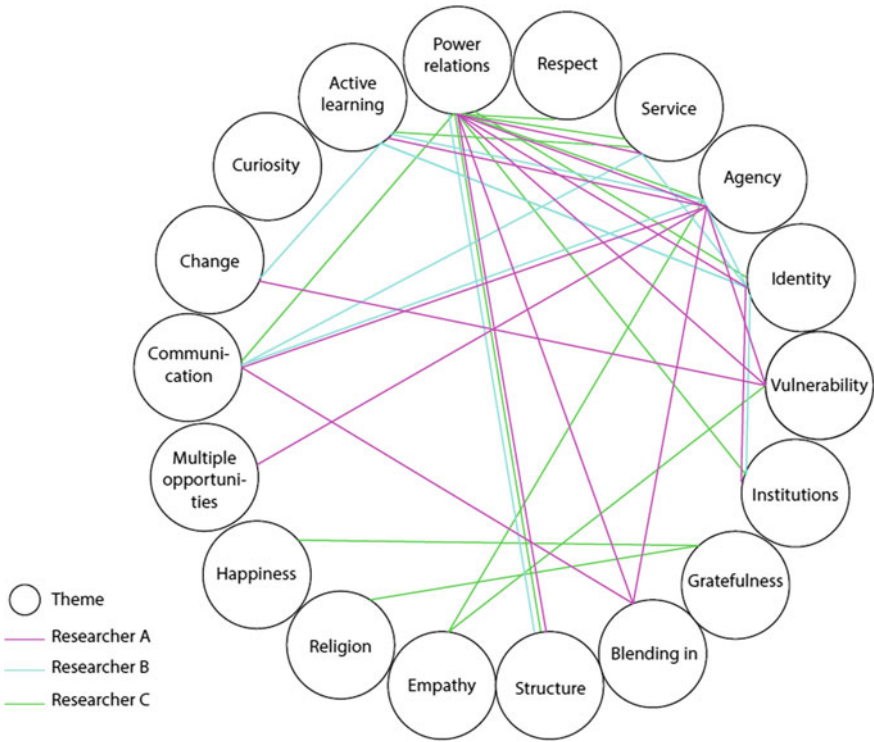 Power
relations
Respect
Service
Agency
Identity
Vulnerability
Institutions
Gratefulness
Blending in
Structure
Empathy
Religion
Happiness
Multiple
opportuni-
ties
Communi-
cation
Change
Curiosity
Active
learning
Theme
Researcher A
Researcher B
Researcher C